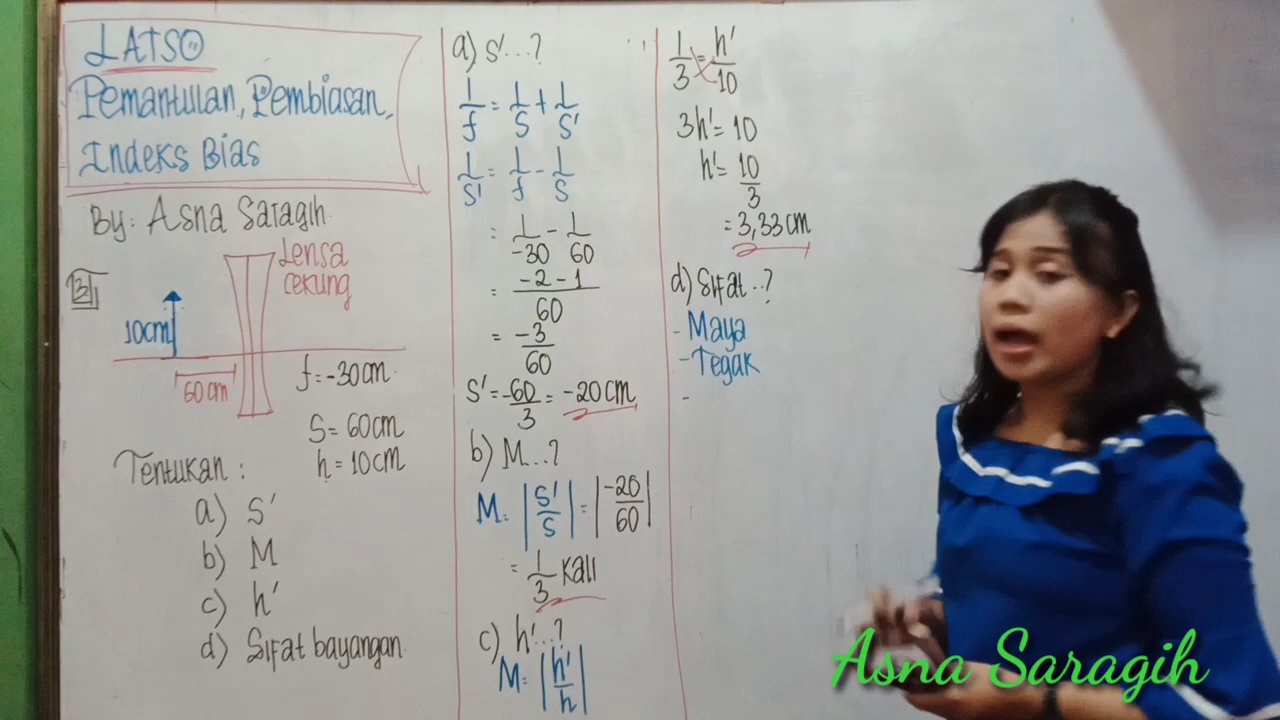 LATSO
Pemantulan, Pembiasan,
Indeks Bias
By: Asna Saragih
3
Lensa
cekung
10cm
60 cm
f = -30 cm
S = 60 cm
h = 10 cm
Tentukan :
a) S'
b) M
c) h'
d) Sifat bayangan
a) S'...?
1/f = 1/S + 1/S'
1/S' = 1/f - 1/S
= 1/-30 - 1/60
= -2 - 1/60
= -3/60
S' = -60/3 = -20 cm
b) M...?
M = |S'/S| = |-20/60|
= 1/3 kali
c) h'...?
M = |h'/h|
1/3 = h'/10
3h' = 10
h' = 10/3
= 3,33 cm
d) Sifat..?
- Maya
- Tegak
-
Asna Saragih